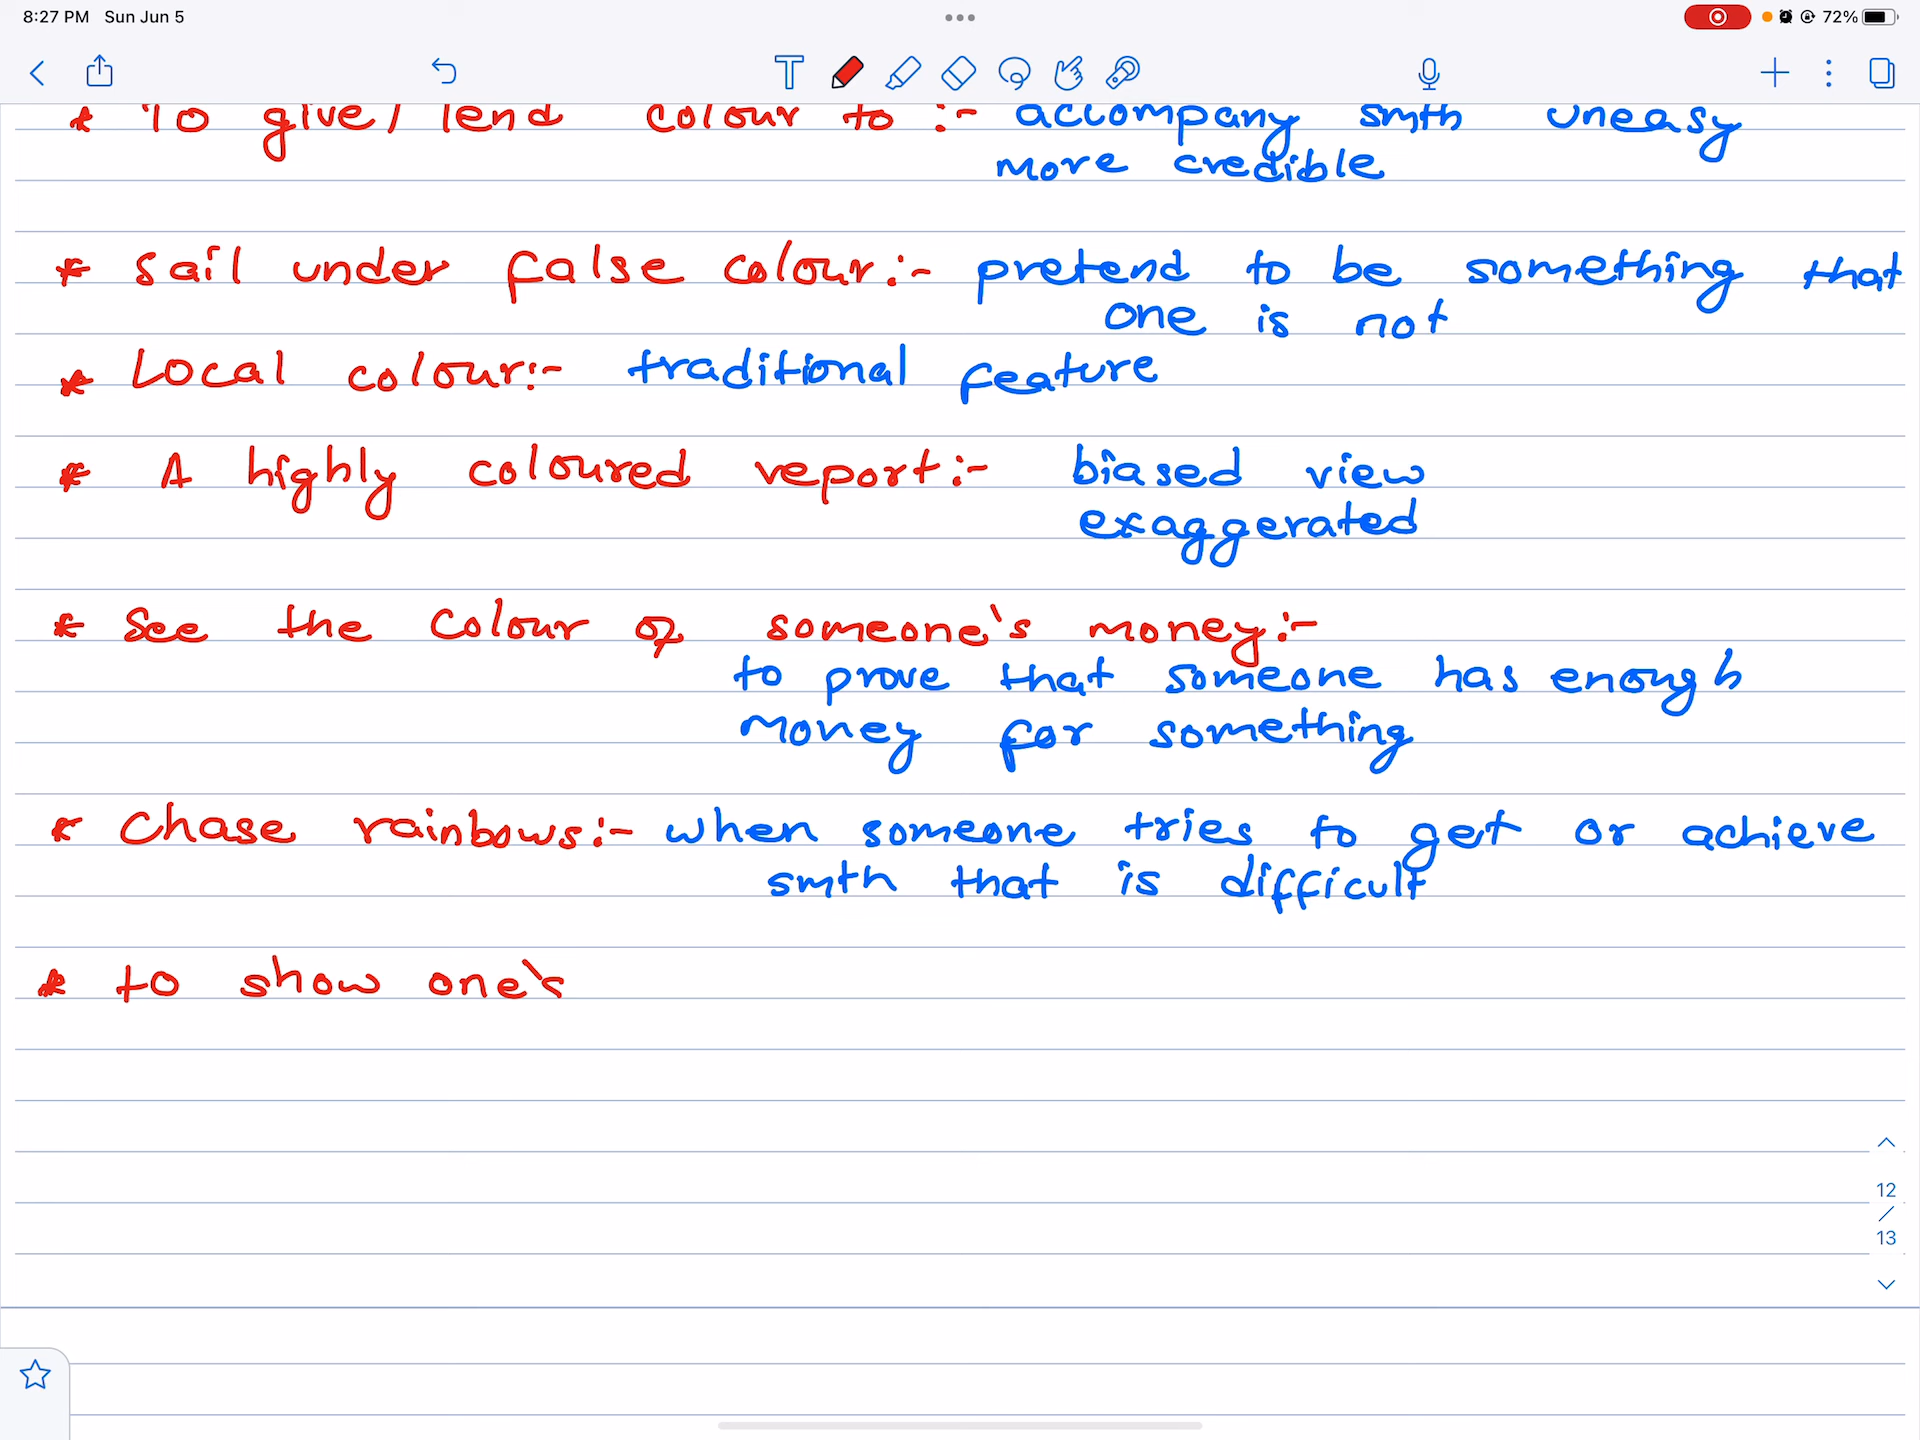 8:27 PM Sun Jun 5
72%
* To give/lend colour to :- accompany smth uneasy
more credible
* Sail under false colour:- pretend to be something that
one is not
* Local colour:- traditional feature
* A highly coloured report:- biased view
exaggerated
* See the colour of someone's money:-
to prove that someone has enough
money for something
* Chase rainbows:- when someone tries to get or achieve
smth that is difficult
* to show one's
12
/
13